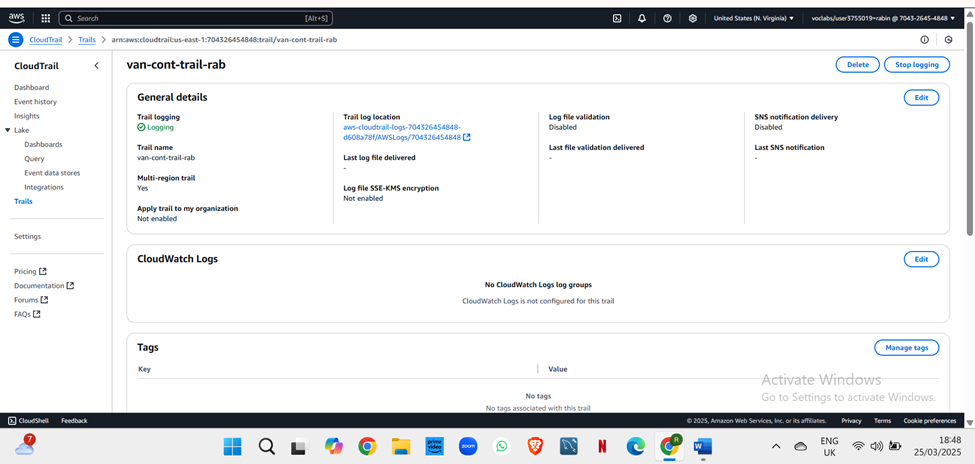 aws
Search
[Alt+S]
United States (N. Virginia) ▼
voclabs/user3755019=rabin @ 7043-2645-4848 ▼
CloudTrail > Trails > arn:aws:cloudtrail:us-east-1:704326454848:trail/van-cont-trail-rab
CloudTrail
Dashboard
Event history
Insights
Lake
Dashboards
Query
Event data stores
Integrations
Trails
Settings
Pricing
Documentation
Forums
FAQs
van-cont-trail-rab
Delete
Stop logging
General details
Edit
Trail logging
Logging
Trail name
van-cont-trail-rab
Multi-region trail
Yes
Apply trail to my organization
Not enabled
Trail log location
aws-cloudtrail-logs-704326454848-
d608a78f/AWSLogs/704326454848
Last log file delivered
-
Log file SSE-KMS encryption
Not enabled
Log file validation
Disabled
Last file validation delivered
-
SNS notification delivery
Disabled
Last SNS notification
-
CloudWatch Logs
Edit
No CloudWatch Logs log groups
CloudWatch Logs is not configured for this trail
Tags
Manage tags
Key
Value
No tags
No tags associated with this trail
Activate Windows
Go to Settings to activate Windows.
CloudShell
Feedback
© 2025, Amazon Web Services, Inc. or its affiliates.
Privacy
Terms
Cookie preferences
7
prime video
zoom
N
R
W
ENG
UK
18:48
25/03/2025